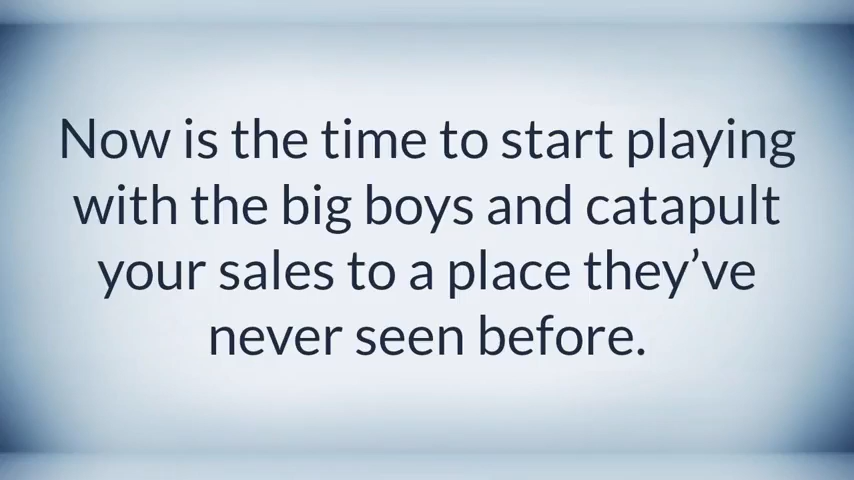 Now is the time to start playing
with the big boys and catapult
your sales to a place they’ve
never seen before.